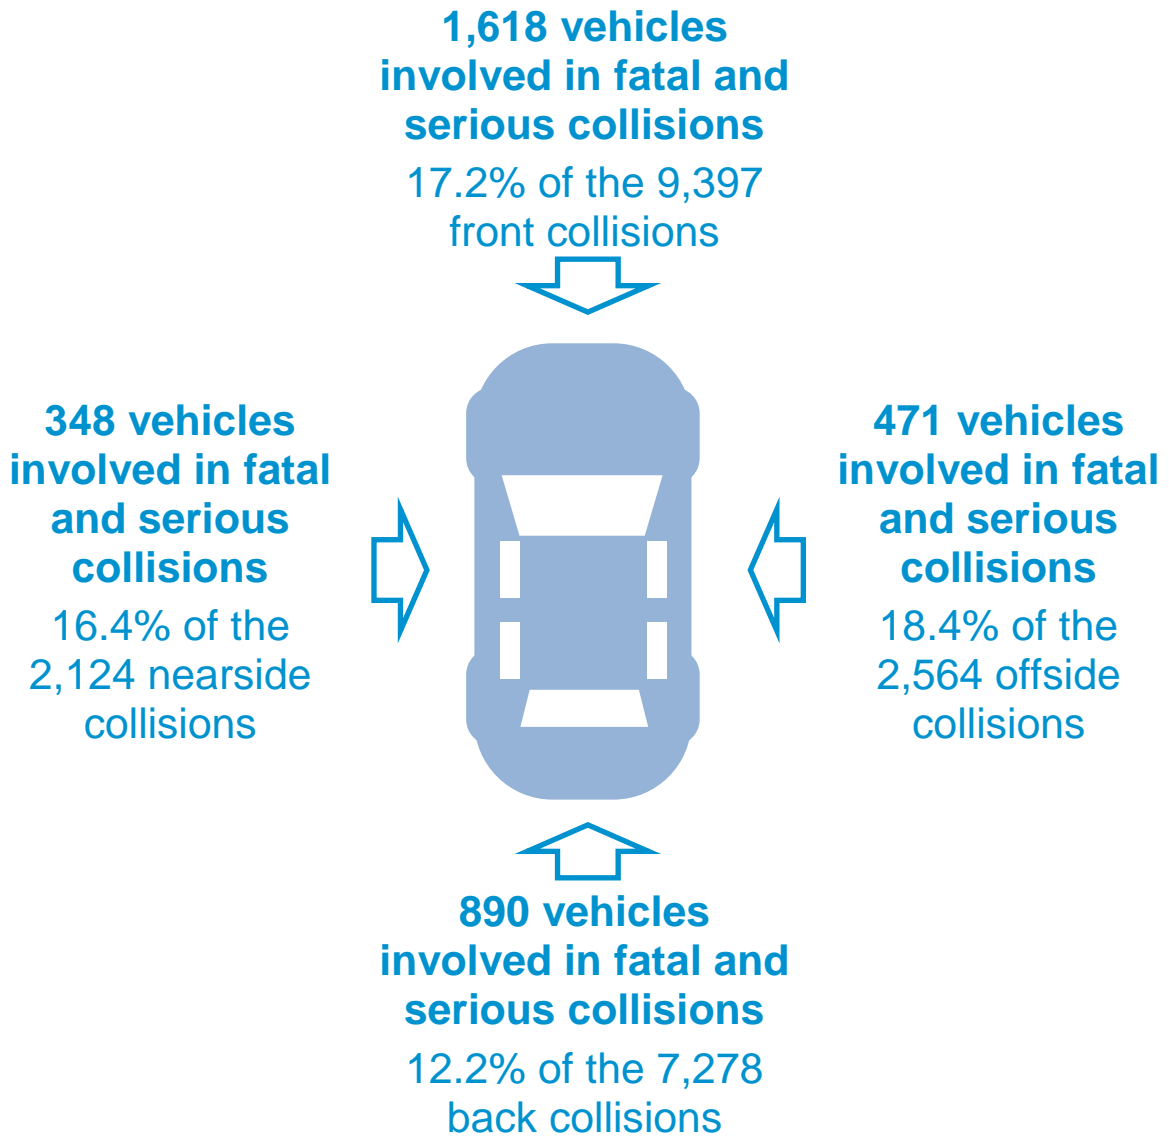 1,618 vehicles
involved in fatal and
serious collisions
17.2% of the 9,397
front collisions
348 vehicles
involved in fatal
and serious
collisions
16.4% of the
2,124 nearside
collisions
471 vehicles
involved in fatal
and serious
collisions
18.4% of the
2,564 offside
collisions
890 vehicles
involved in fatal and
serious collisions
12.2% of the 7,278
back collisions